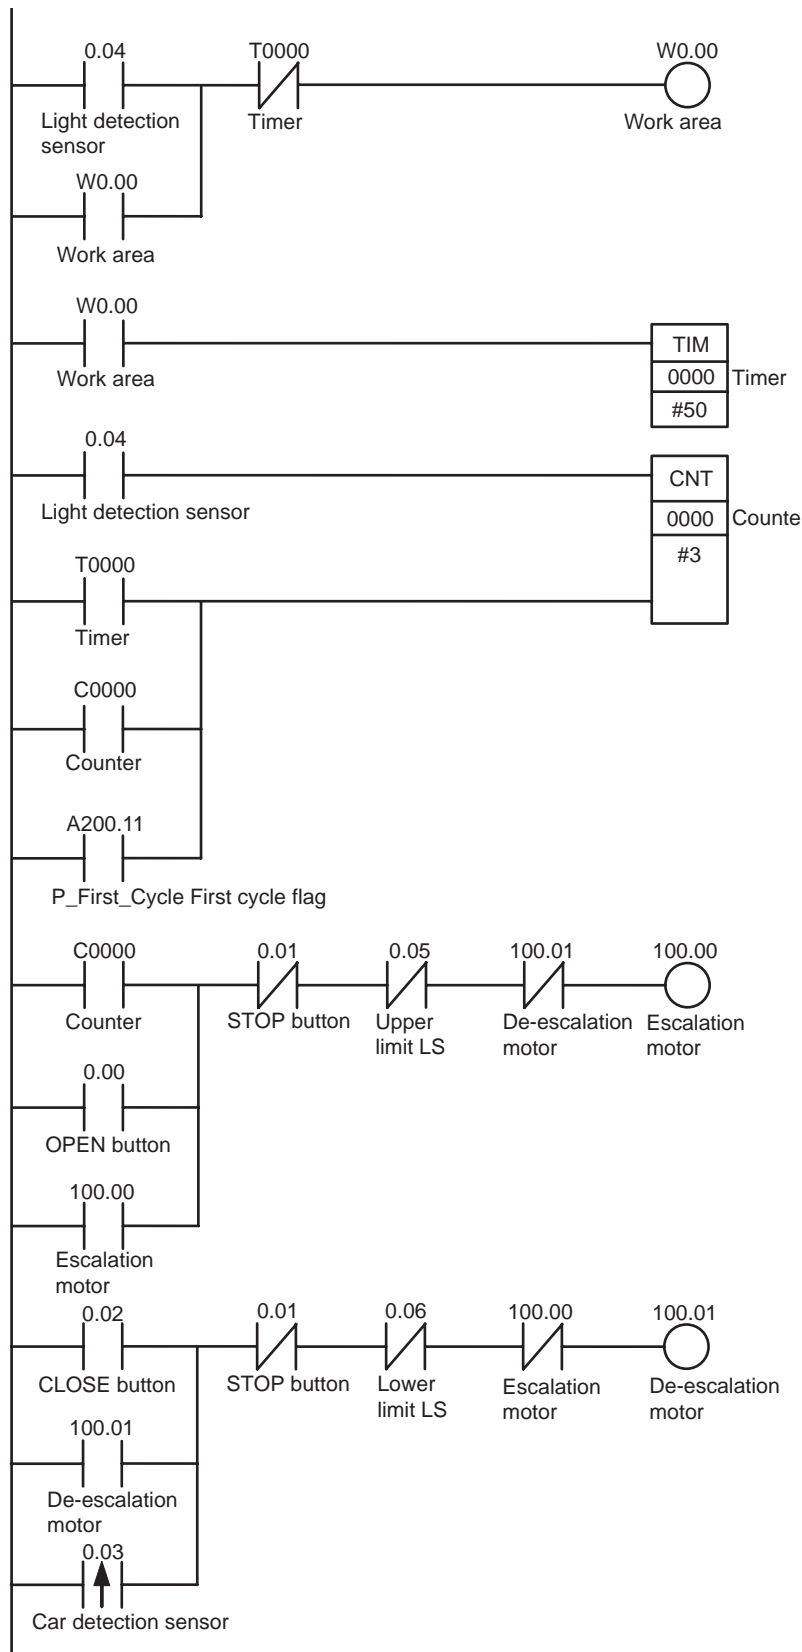 0.04 T0000 W0.00
Light detection Timer Work area
sensor
W0.00
Work area
W0.00
Work area
TIM
0000 Timer
#50
0.04
Light detection sensor
CNT
0000 Counte
#3
T0000
Timer
C0000
Counter
A200.11
P_First_Cycle First cycle flag
C0000 0.01 0.05 100.01 100.00
Counter STOP button Upper De-escalation Escalation
limit LS motor motor
0.00
OPEN button
100.00
Escalation
motor
0.02 0.01 0.06 100.00 100.01
CLOSE button STOP button Lower Escalation De-escalation
limit LS motor motor
100.01
De-escalation
motor
0.03
Car detection sensor